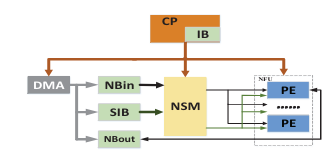 CP
IB
DMA
NBin
SIB
NBout
NSM
NFU
PE
......
PE